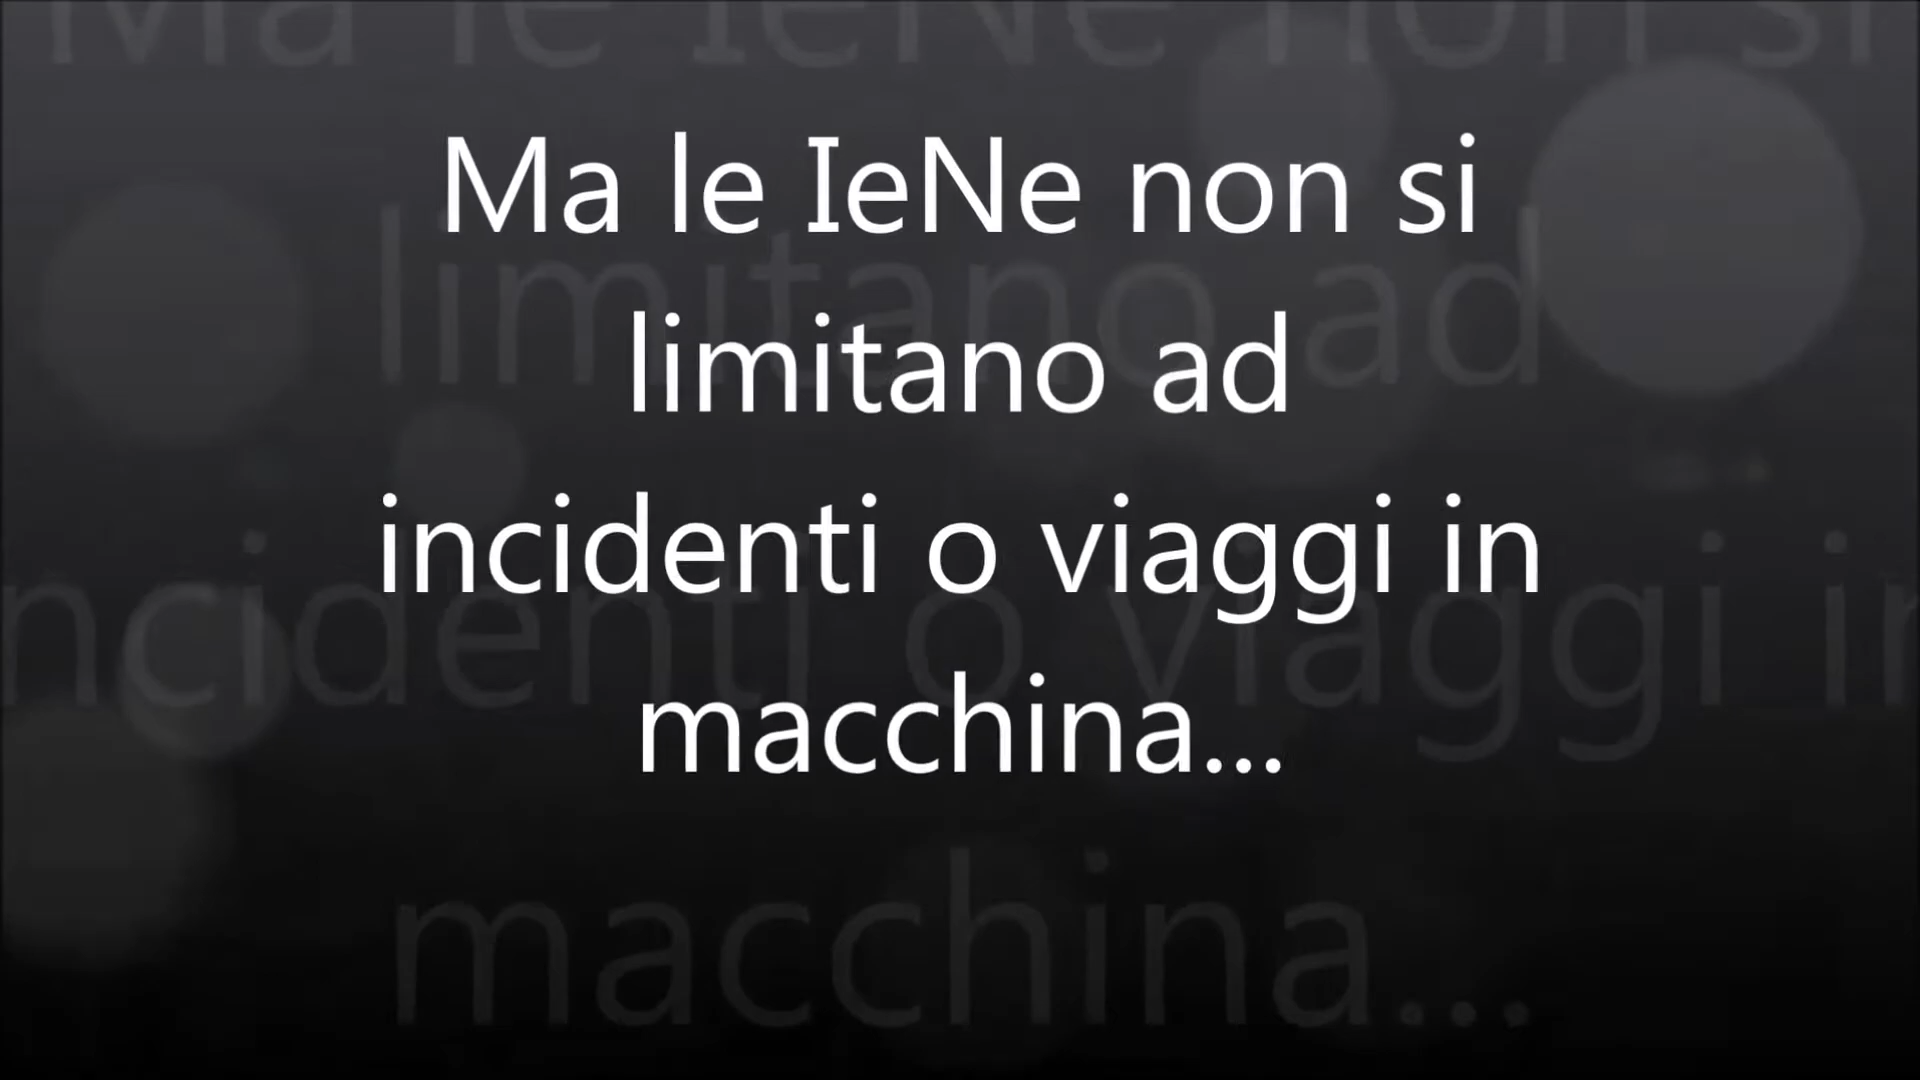 Ma le IeNe non si
limitano ad
incidenti o viaggi in
macchina...